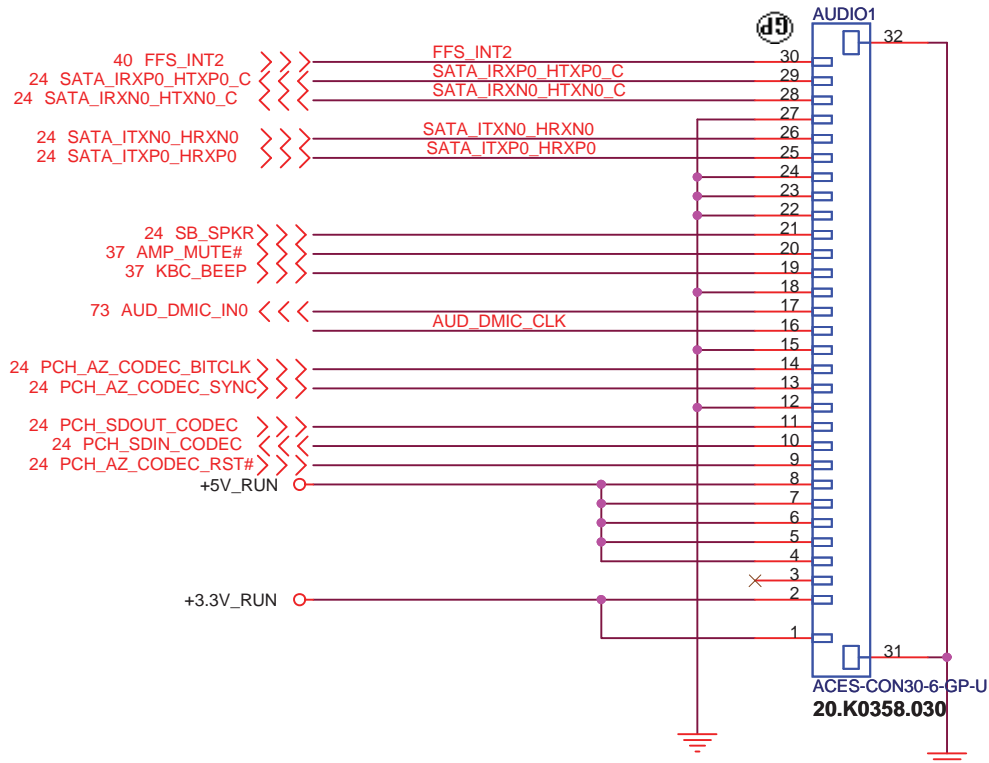 AUDIO1
GP
32
40 FFS_INT2 FFS_INT2 30
24 SATA_IRXP0_HTXP0_C SATA_IRXP0_HTXP0_C 29
24 SATA_IRXN0_HTXN0_C SATA_IRXN0_HTXN0_C 28
27
24 SATA_ITXN0_HRXN0 SATA_ITXN0_HRXN0 26
24 SATA_ITXP0_HRXP0 SATA_ITXP0_HRXP0 25
24
23
22
24 SB_SPKR 21
37 AMP_MUTE# 20
37 KBC_BEEP 19
18
73 AUD_DMIC_IN0 17
AUD_DMIC_CLK 16
15
24 PCH_AZ_CODEC_BITCLK 14
24 PCH_AZ_CODEC_SYNC 13
12
24 PCH_SDOUT_CODEC 11
24 PCH_SDIN_CODEC 10
24 PCH_AZ_CODEC_RST# 9
+5V_RUN 8
7
6
5
4
3
+3.3V_RUN 2
1
31
ACES-CON30-6-GP-U
20.K0358.030